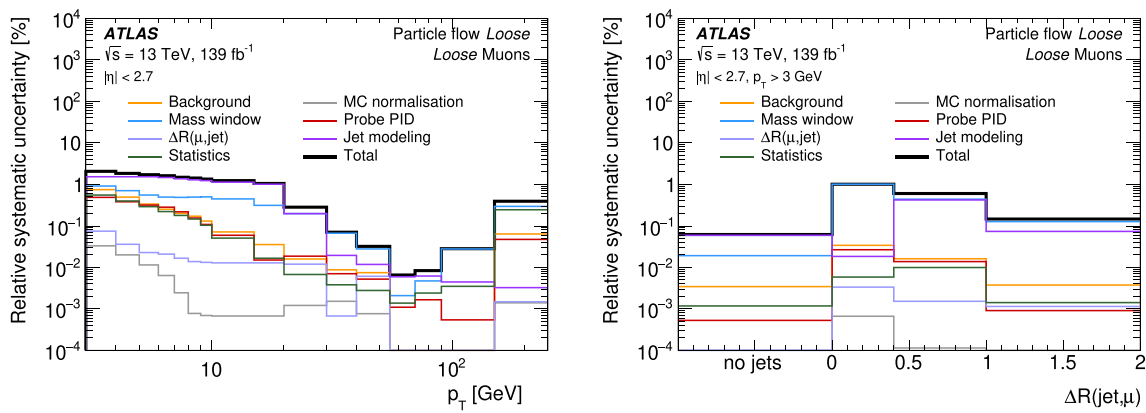 Relative systematic uncertainty [%]
10⁴
10³
10²
10
1
10⁻¹
10⁻²
10⁻³
10⁻⁴
ATLAS
√s = 13 TeV, 139 fb⁻¹
|η| < 2.7
Particle flow Loose
Loose Muons
Background
Mass window
ΔR(μ,jet)
Statistics
MC normalisation
Probe PID
Jet modeling
Total
10
10²
p_T [GeV]
Relative systematic uncertainty [%]
10⁴
10³
10²
10
1
10⁻¹
10⁻²
10⁻³
10⁻⁴
ATLAS
√s = 13 TeV, 139 fb⁻¹
|η| < 2.7, p_T > 3 GeV
Particle flow Loose
Loose Muons
Background
Mass window
ΔR(μ,jet)
Statistics
MC normalisation
Probe PID
Jet modeling
Total
no jets
0
0.5
1
1.5
2
ΔR(jet,μ)